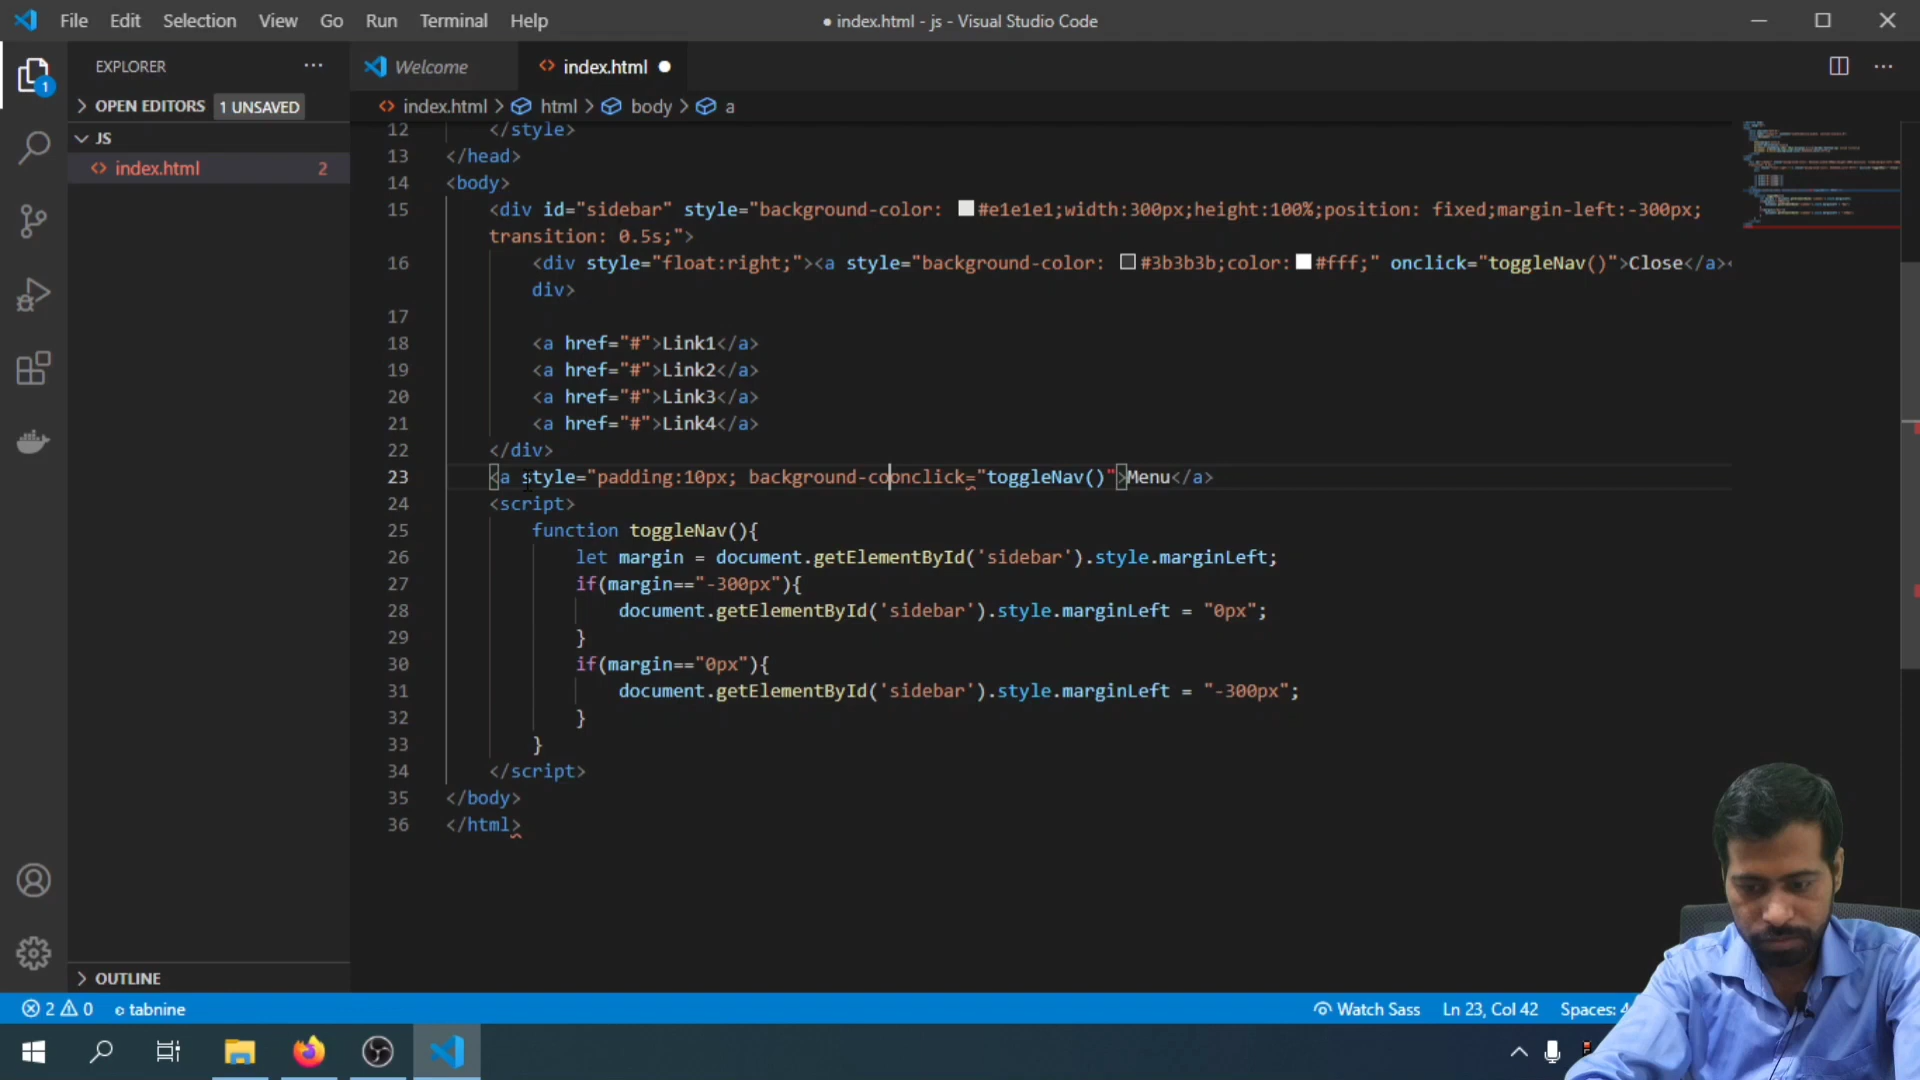 File Edit Selection View Go Run Terminal Help
● index.html - js - Visual Studio Code
EXPLORER
Welcome
index.html
OPEN EDITORS 1 UNSAVED
index.html > html > body > a
JS
index.html 2
1
12 </style>
13 </head>
14 <body>
15 <div id="sidebar" style="background-color: #e1e1e1;width:300px;height:100%;position: fixed;margin-left:-300px;
transition: 0.5s;">
16 <div style="float:right;"><a style="background-color: #3b3b3b;color:#fff;" onclick="toggleNav()">Close</a><
div>
17
18 <a href="#">Link1</a>
19 <a href="#">Link2</a>
20 <a href="#">Link3</a>
21 <a href="#">Link4</a>
22 </div>
23 <a style="padding:10px; background-coonclick="toggleNav()">Menu</a>
24 <script>
25 function toggleNav(){
26 let margin = document.getElementById('sidebar').style.marginLeft;
27 if(margin=="-300px"){
28 document.getElementById('sidebar').style.marginLeft = "0px";
29 }
30 if(margin=="0px"){
31 document.getElementById('sidebar').style.marginLeft = "-300px";
32 }
33 }
34 </script>
35 </body>
36 </html>
OUTLINE
2 0 tabnine
Watch Sass Ln 23, Col 42 Spaces: